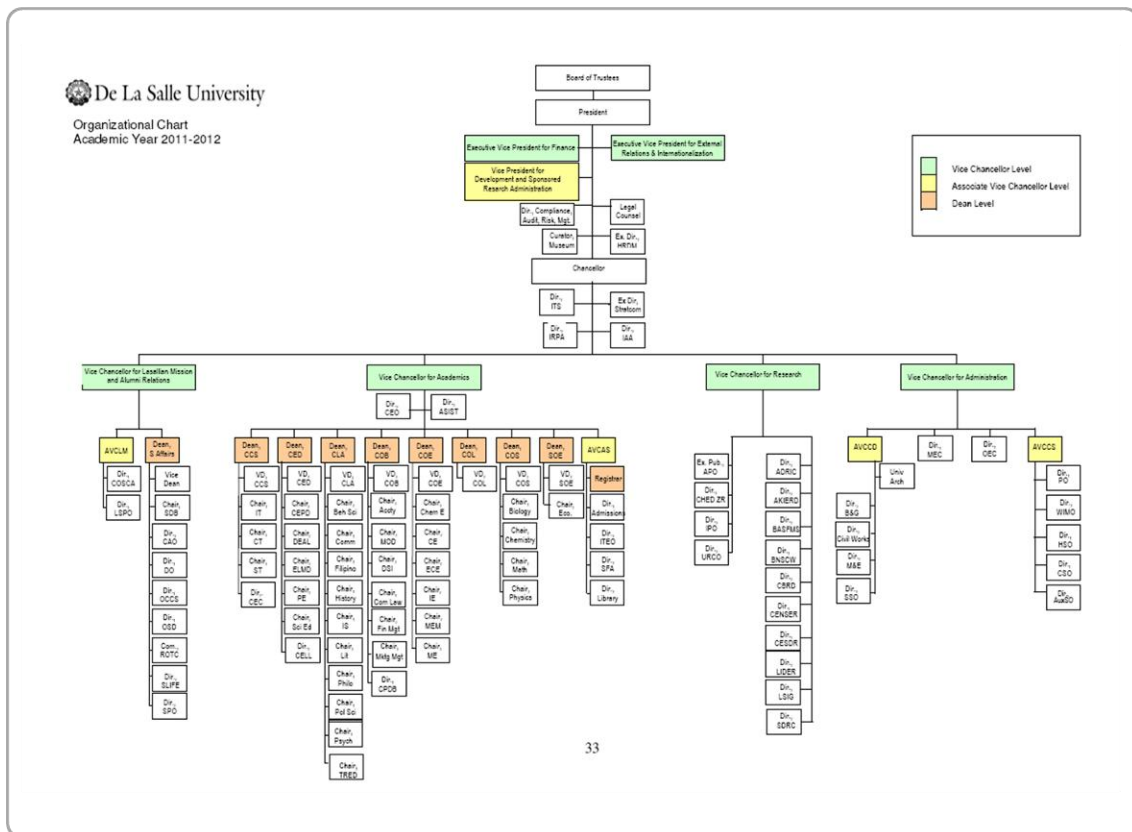 De La Salle University
Organizational Chart
Academic Year 2011-2012
Board of Trustees
President
Executive Vice President for Finance
Executive Vice President for External
Relations & Internationalization
Vice President for
Development and Sponsored
Research Administration
Vice Chancellor Level
Associate Vice Chancellor Level
Dean Level
Dir., Compliance,
Audit, Risk, Mgt.
Legal
Counsel
Curator,
Museum
Ex. Dir.,
HRDM
Chancellor
Dir.,
ITS
Ex Dir,
Stratcom
Dir.,
IRPA
Dir.,
IAA
Vice Chancellor for Lasallian Mission
and Alumni Relations
Vice Chancellor for Academics
Vice Chancellor for Research
Vice Chancellor for Administration
Dir.,
CEO
Dir.,
ASIST
AVCLM
Dir.,
COSCA
Dir.,
LSPO
Dean,
S Affairs
Vice
Dean
Chair,
SDB
Dir.,
CAO
Dir.,
DO
Dir.,
OCCS
Dir.,
OSD
Com.,
ROTC
Dir.,
SLIFE
Dir.,
SPO
Dean,
CCS
VD,
CCS
Chair,
IT
Chair,
CT
Chair,
ST
Dir.,
CEC
Dean,
CED
VD,
CED
Chair,
CEPD
Chair,
DEAL
Chair,
ELMD
Chair,
PE
Chair,
Sci Ed
Dir.,
CELL
Dean,
CLA
VD,
CLA
Chair,
Beh Sci
Chair,
Comm
Chair,
Filipino
Chair,
History
Chair,
IS
Chair,
Lit
Chair,
Philo
Chair,
Pol Sci
Chair,
Psych
Chair,
TRED
Dean,
COB
VD,
COB
Chair,
Accty
Chair,
MOD
Chair,
DSI
Chair,
Com Law
Chair,
Fin Mgt
Chair,
Mktg Mgt
Dir.,
CPDB
Dean,
COE
VD,
COE
Chair,
Chem E
Chair,
CE
Chair,
ECE
Chair,
IE
Chair,
MEM
Chair,
ME
Dean,
COL
VD,
COL
Dean,
COS
VD,
COS
Chair,
Biology
Chair,
Chemistry
Chair,
Math
Chair,
Physics
Dean,
SOE
VD,
SOE
Chair,
Eco.
AVCAS
Registrar
Dir.,
Admissions
Dir.,
ITEO
Dir.,
SFA
Dir.,
Library
Ex. Pub.,
APO
Dir.,
CHED ZR
Dir.,
IPO
Dir.,
URCO
Dir.,
ADRIC
Dir.,
AKIERD
Dir.,
BASFMS
Dir.,
BNSCW
Dir.,
CBRD
Dir.,
CENSER
Dir.,
CESDR
Dir.,
LIDER
Dir.,
LSIG
Dir.,
SDRC
AVCCD
Univ
Arch
Dir.,
B&G
Dir.,
Civil Works
Dir.,
M&E
Dir.,
SSO
Dir.,
MEC
Dir.,
OEC
AVCCS
Dir.,
PO
Dir.,
WIMO
Dir.,
HSO
Dir.,
CSO
Dir.,
AuxSO
33